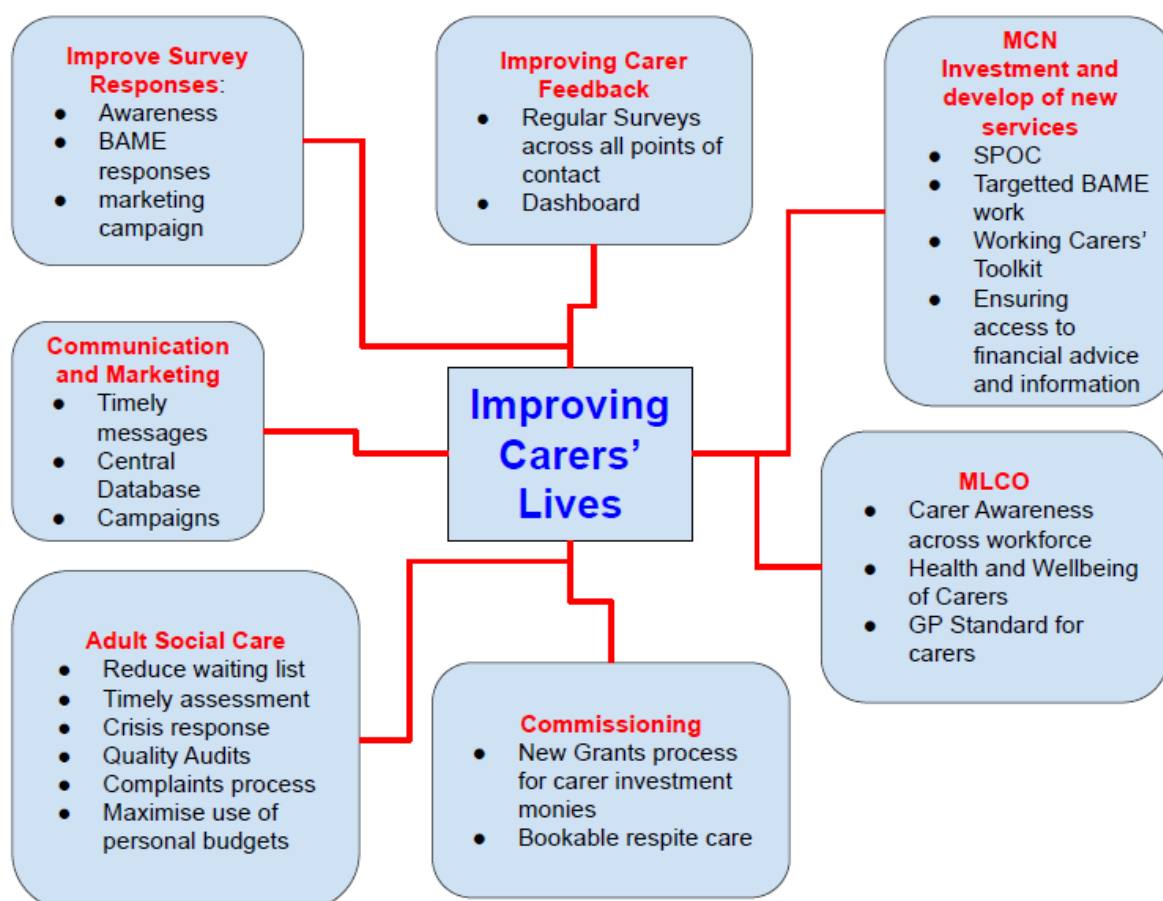 Improve Survey
Responses:
● Awareness
● BAME
responses
● marketing
campaign
Improving Carer
Feedback
● Regular Surveys
across all points of
contact
● Dashboard
MCN
Investment and
develop of new
services
● SPOC
● Targetted BAME
work
● Working Carers’
Toolkit
● Ensuring
access to
financial advice
and information
Communication
and Marketing
● Timely
messages
● Central
Database
● Campaigns
Improving
Carers’
Lives
MLCO
● Carer Awareness
across workforce
● Health and Wellbeing
of Carers
● GP Standard for
carers
Adult Social Care
● Reduce waiting list
● Timely assessment
● Crisis response
● Quality Audits
● Complaints process
● Maximise use of
personal budgets
Commissioning
● New Grants process
for carer investment
monies
● Bookable respite care